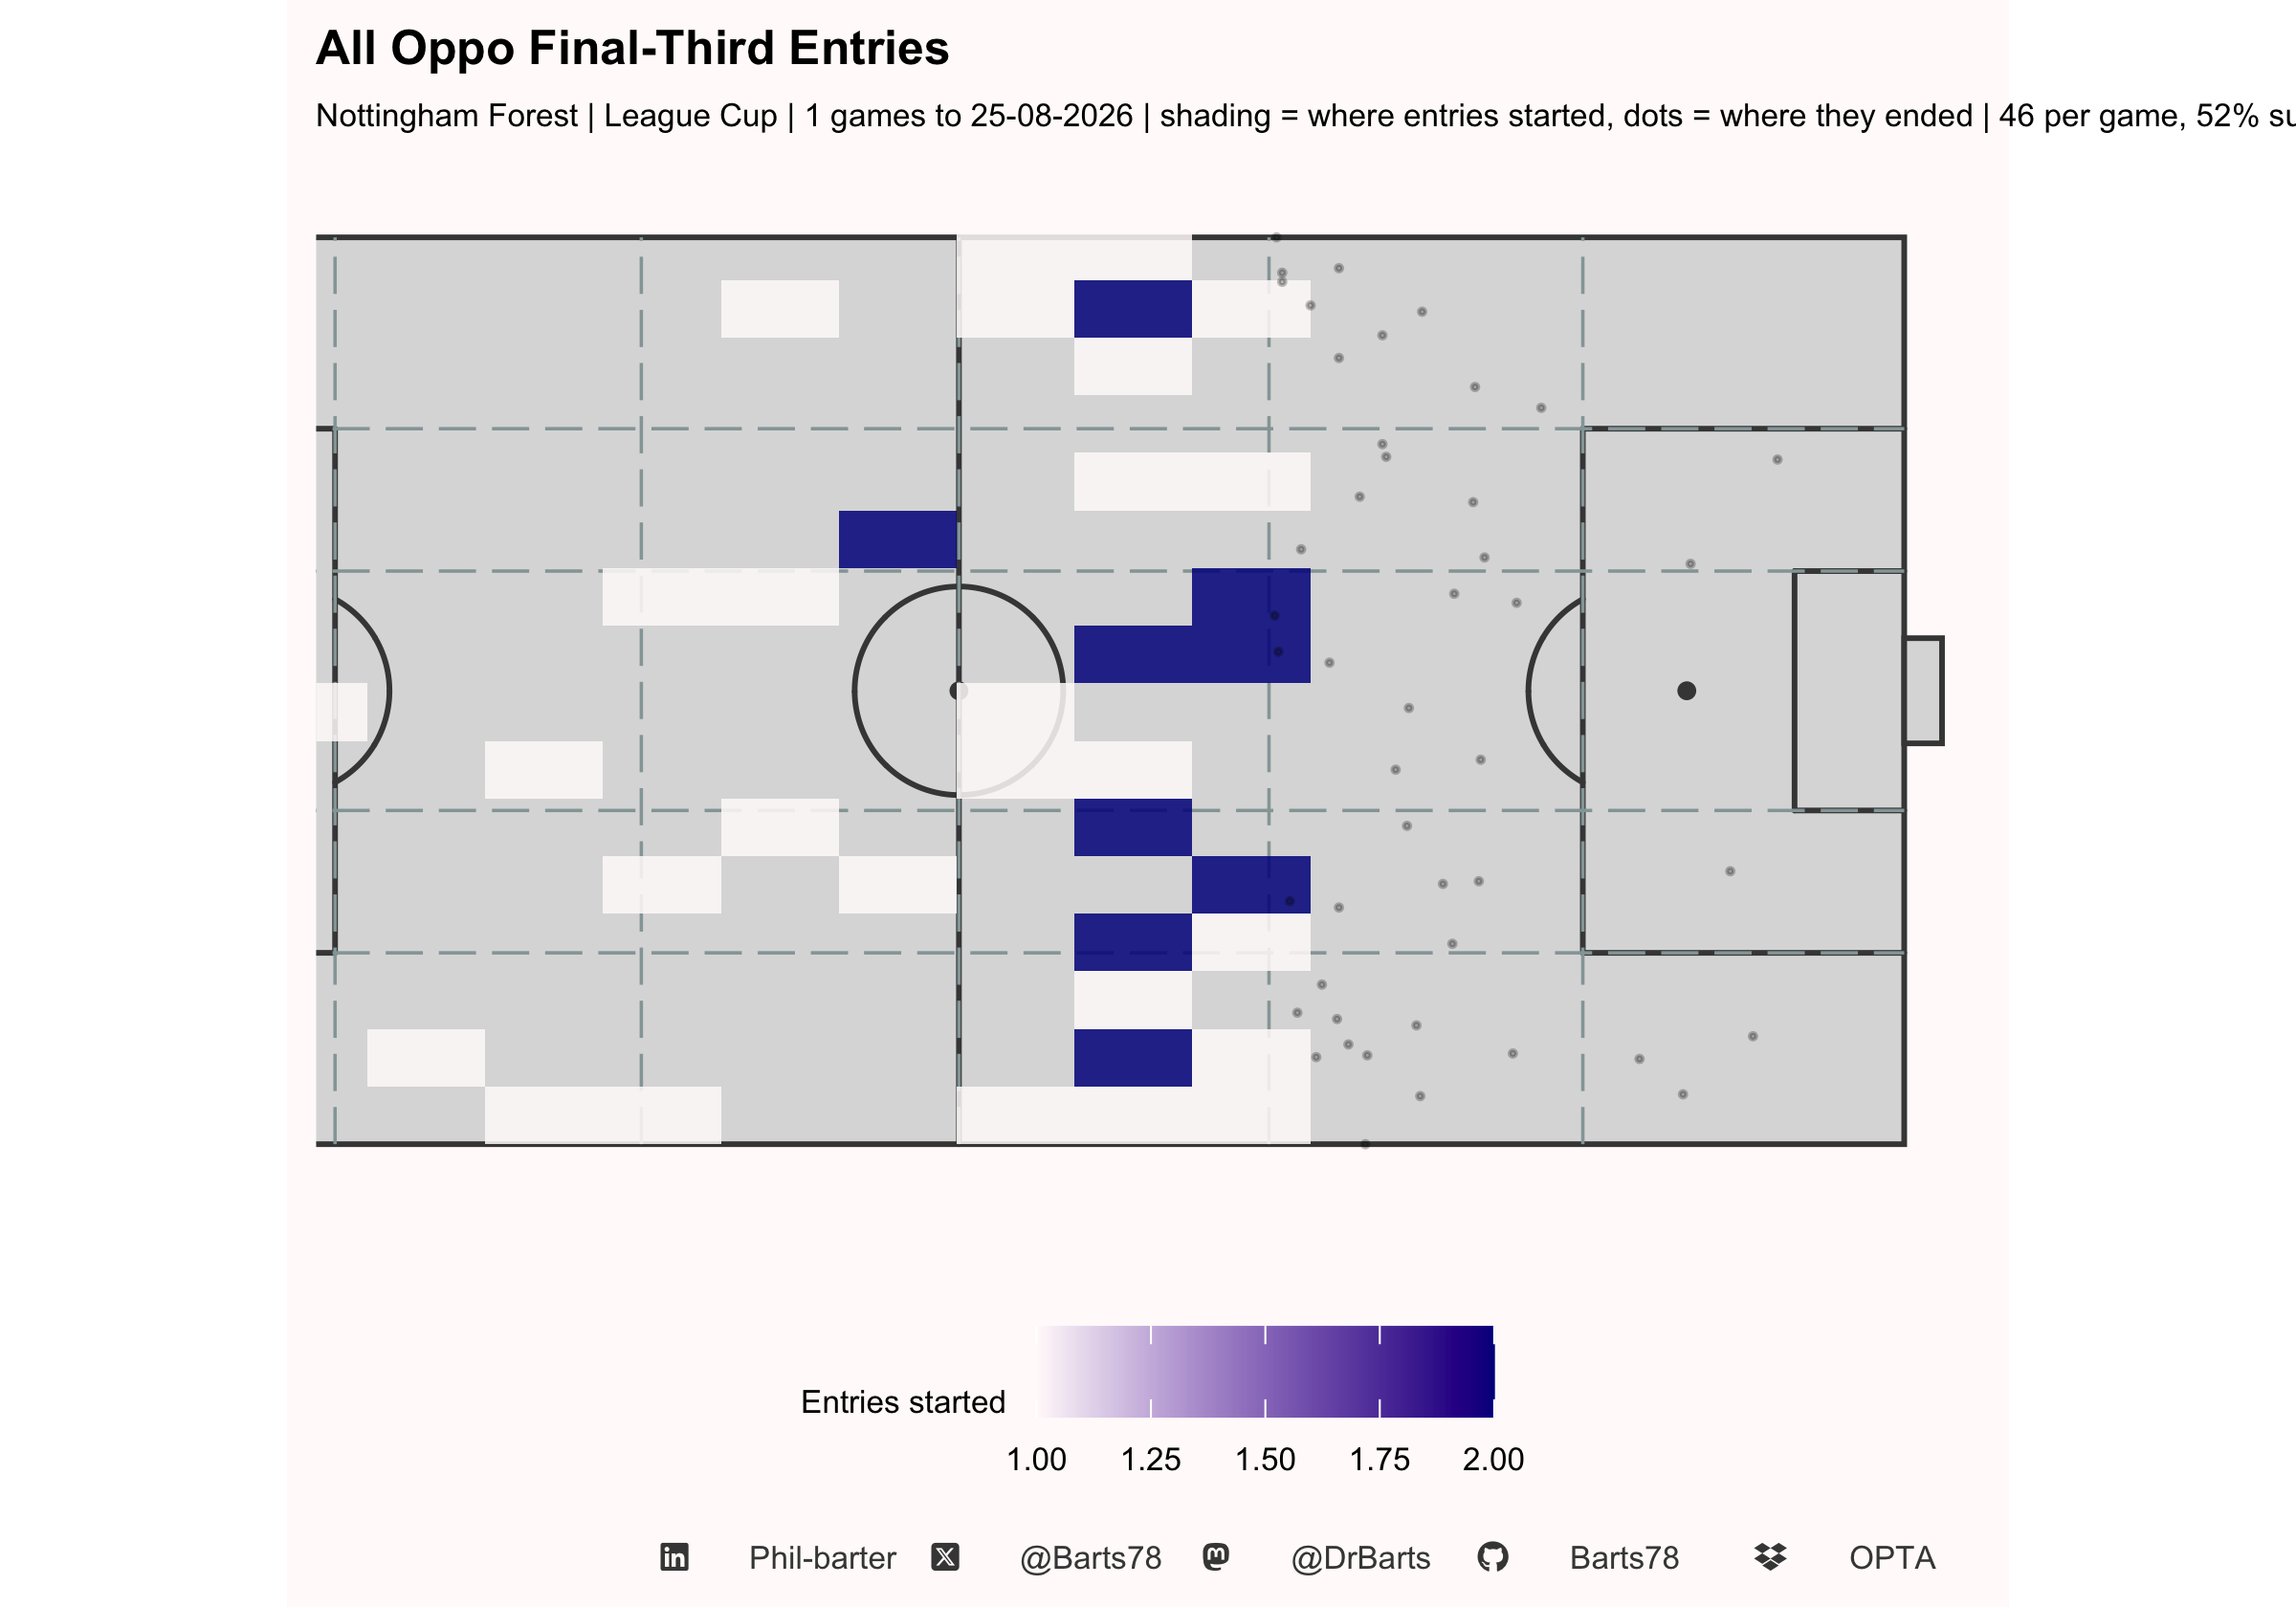 All Oppo Final-Third Entries
Nottingham Forest | League Cup | 1 games to 25-08-2026 | shading = where entries started, dots = where they ended | 46 per game, 52% su
Entries started
1.00 1.25 1.50 1.75 2.00
Phil-barter @Barts78 @DrBarts Barts78 OPTA